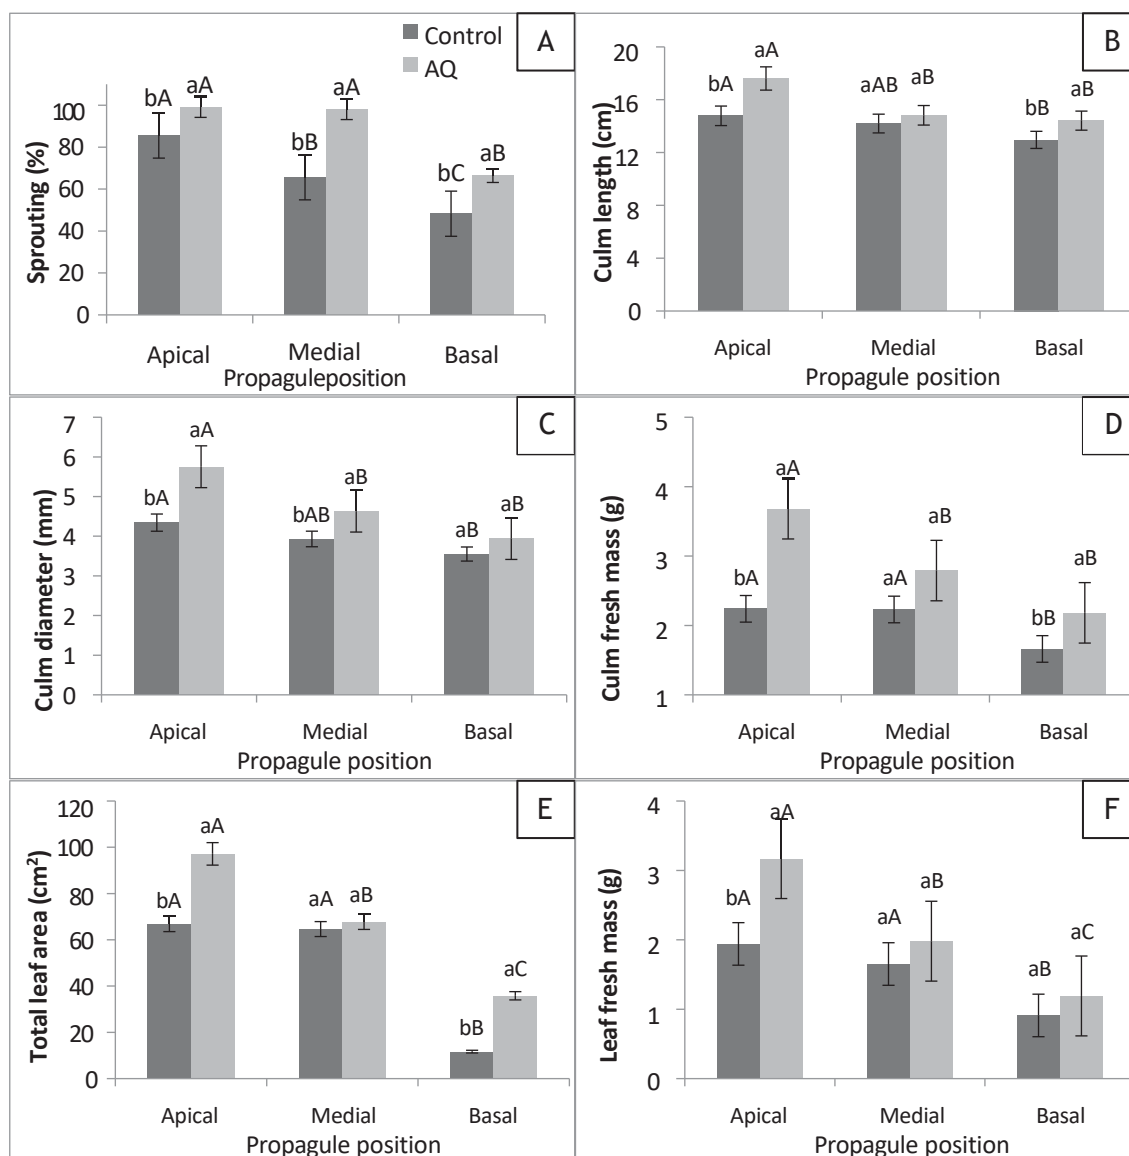 Control
AQ
A
Sprouting (%)
100
80
60
40
20
0
bA
aA
bB
aA
bC
aB
Apical
Medial
Basal
Propaguleposition
B
Culm length (cm)
20
16
12
8
4
0
bA
aA
aAB
aB
bB
aB
Apical
Medial
Basal
Propagule position
C
Culm diameter (mm)
7
6
5
4
3
2
1
0
bA
aA
bAB
aB
aB
aB
Apical
Medial
Basal
Propagule position
D
Culm fresh mass (g)
5
4
3
2
1
bA
aA
aA
aB
bB
aB
Apical
Medial
Basal
Propagule position
E
Total leaf area (cm²)
120
100
80
60
40
20
0
bA
aA
aA
aB
bB
aC
Apical
Medial
Basal
Propagule position
F
Leaf fresh mass (g)
4
3
2
1
0
bA
aA
aA
aB
aB
aC
Apical
Medial
Basal
Propagule position